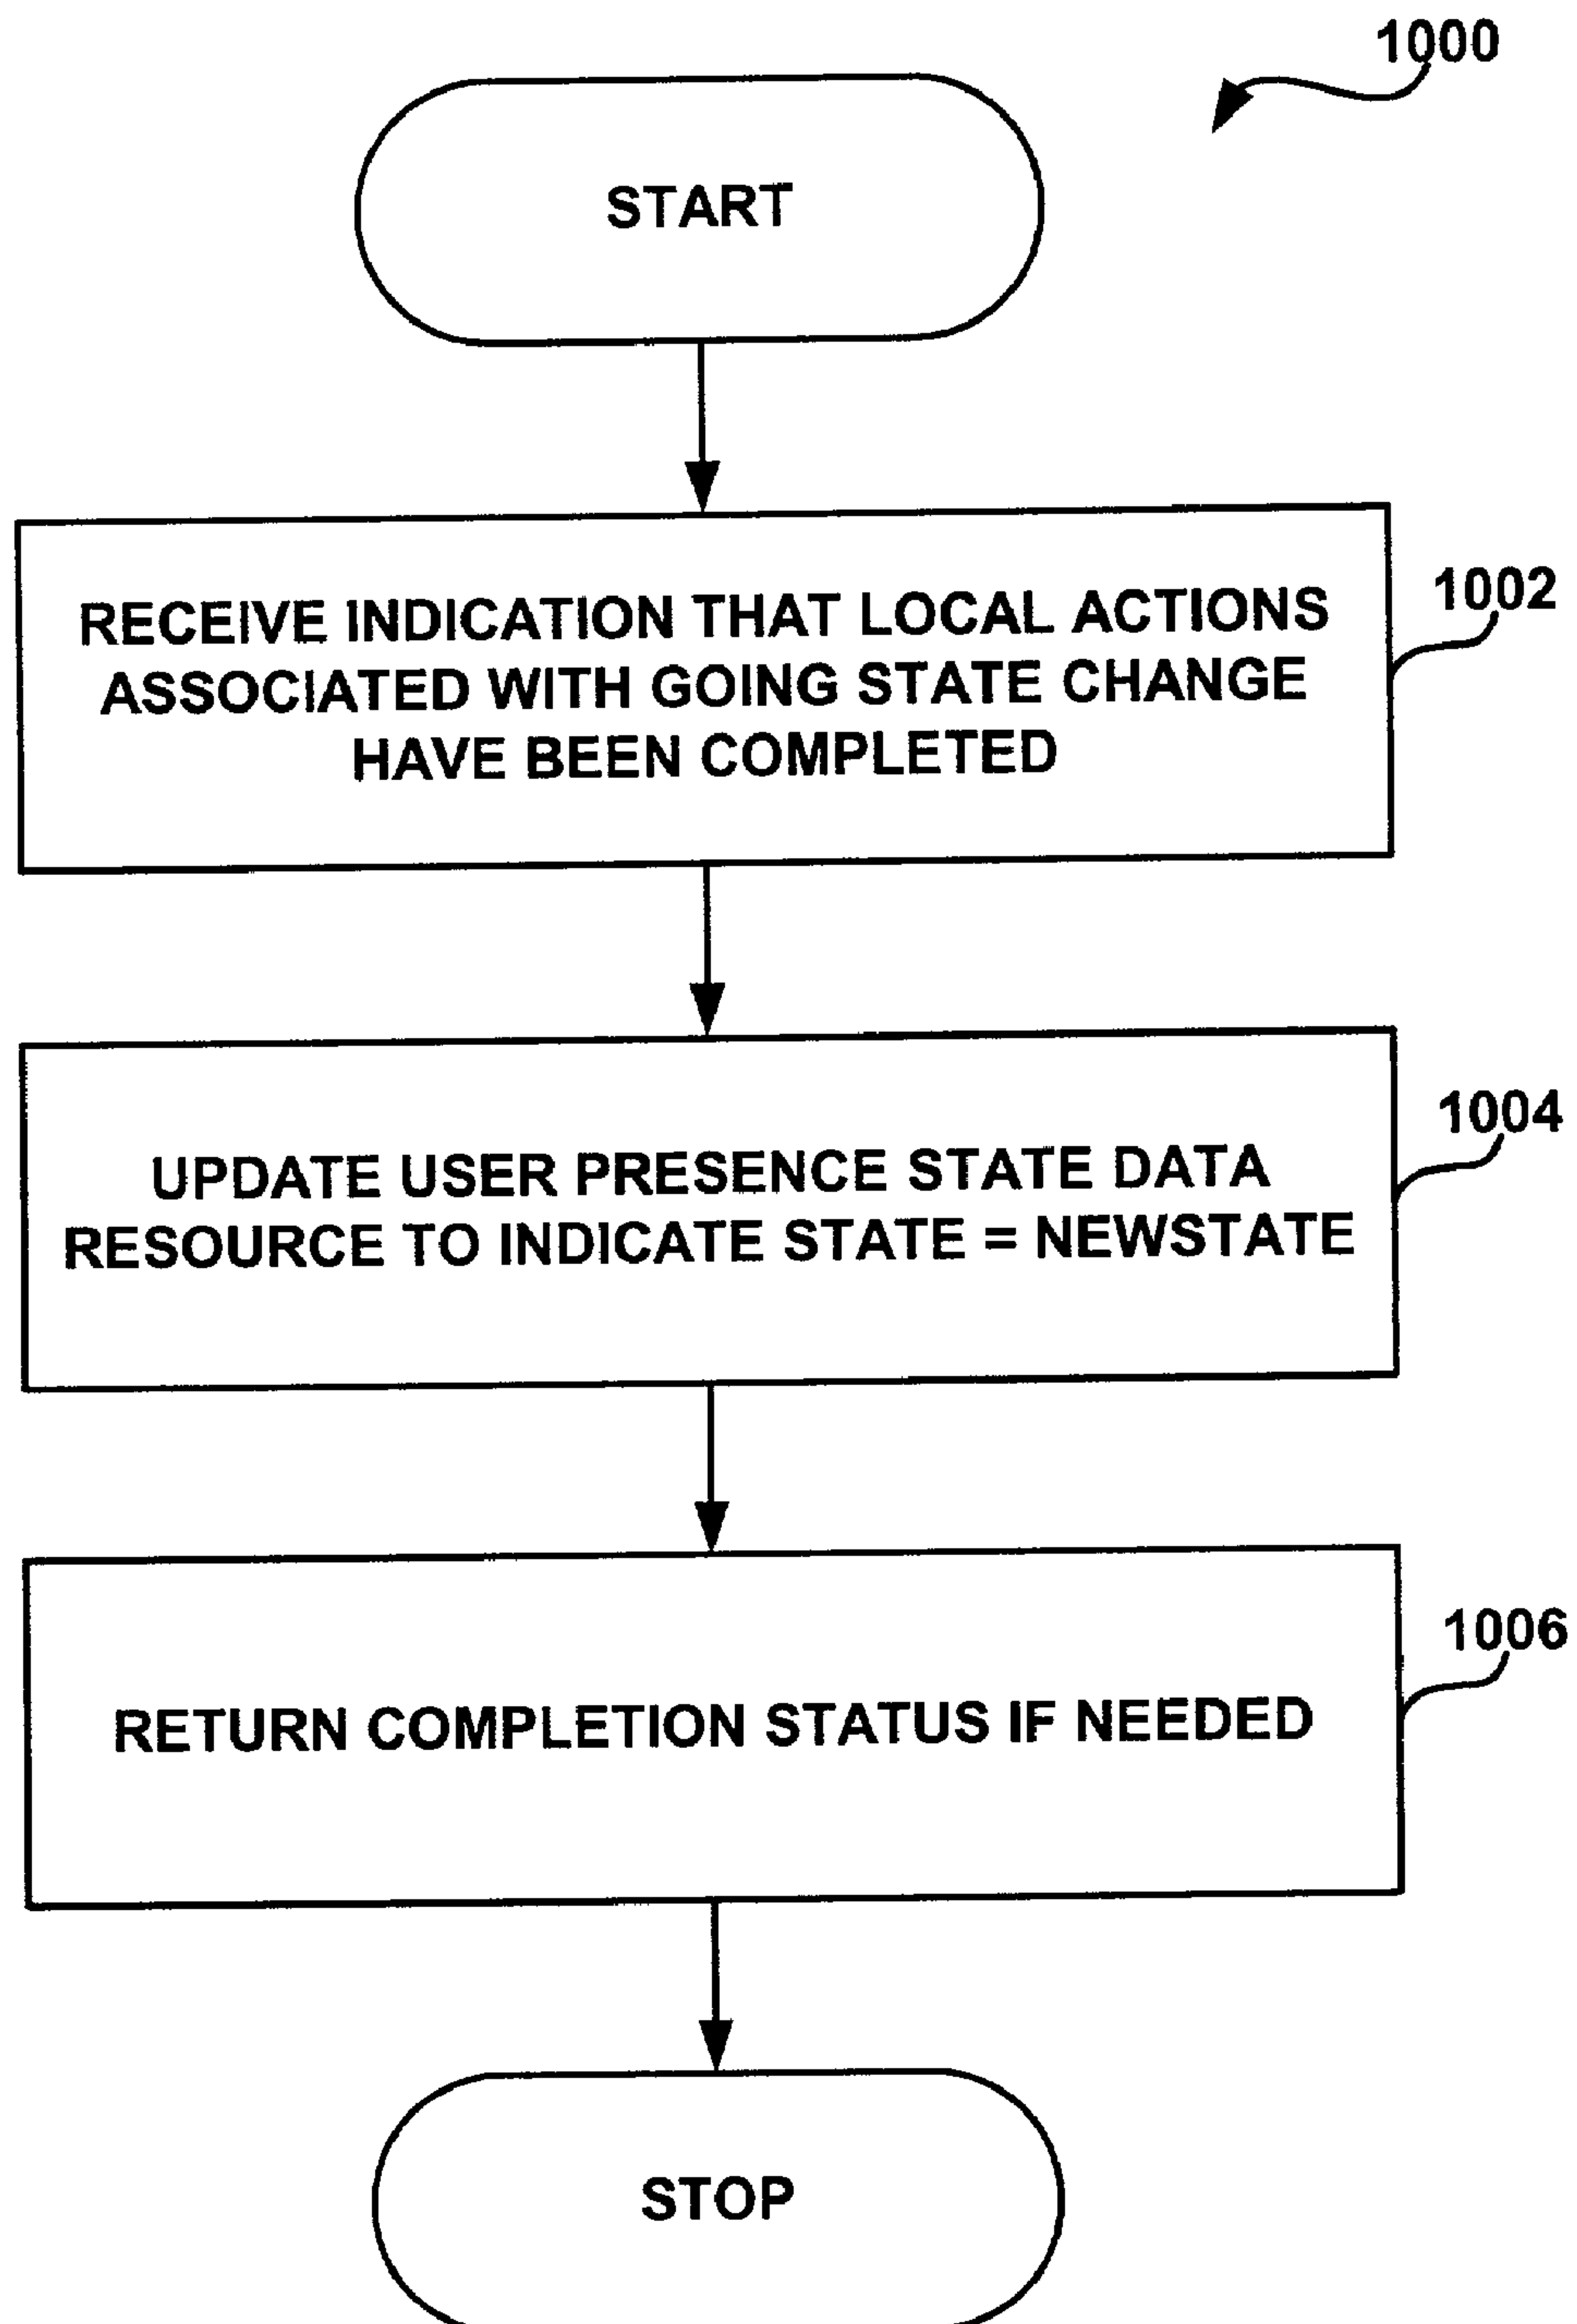 1000
START
RECEIVE INDICATION THAT LOCAL ACTIONS
ASSOCIATED WITH GOING STATE CHANGE
HAVE BEEN COMPLETED
1002
UPDATE USER PRESENCE STATE DATA
RESOURCE TO INDICATE STATE = NEWSTATE
1004
RETURN COMPLETION STATUS IF NEEDED
1006
STOP